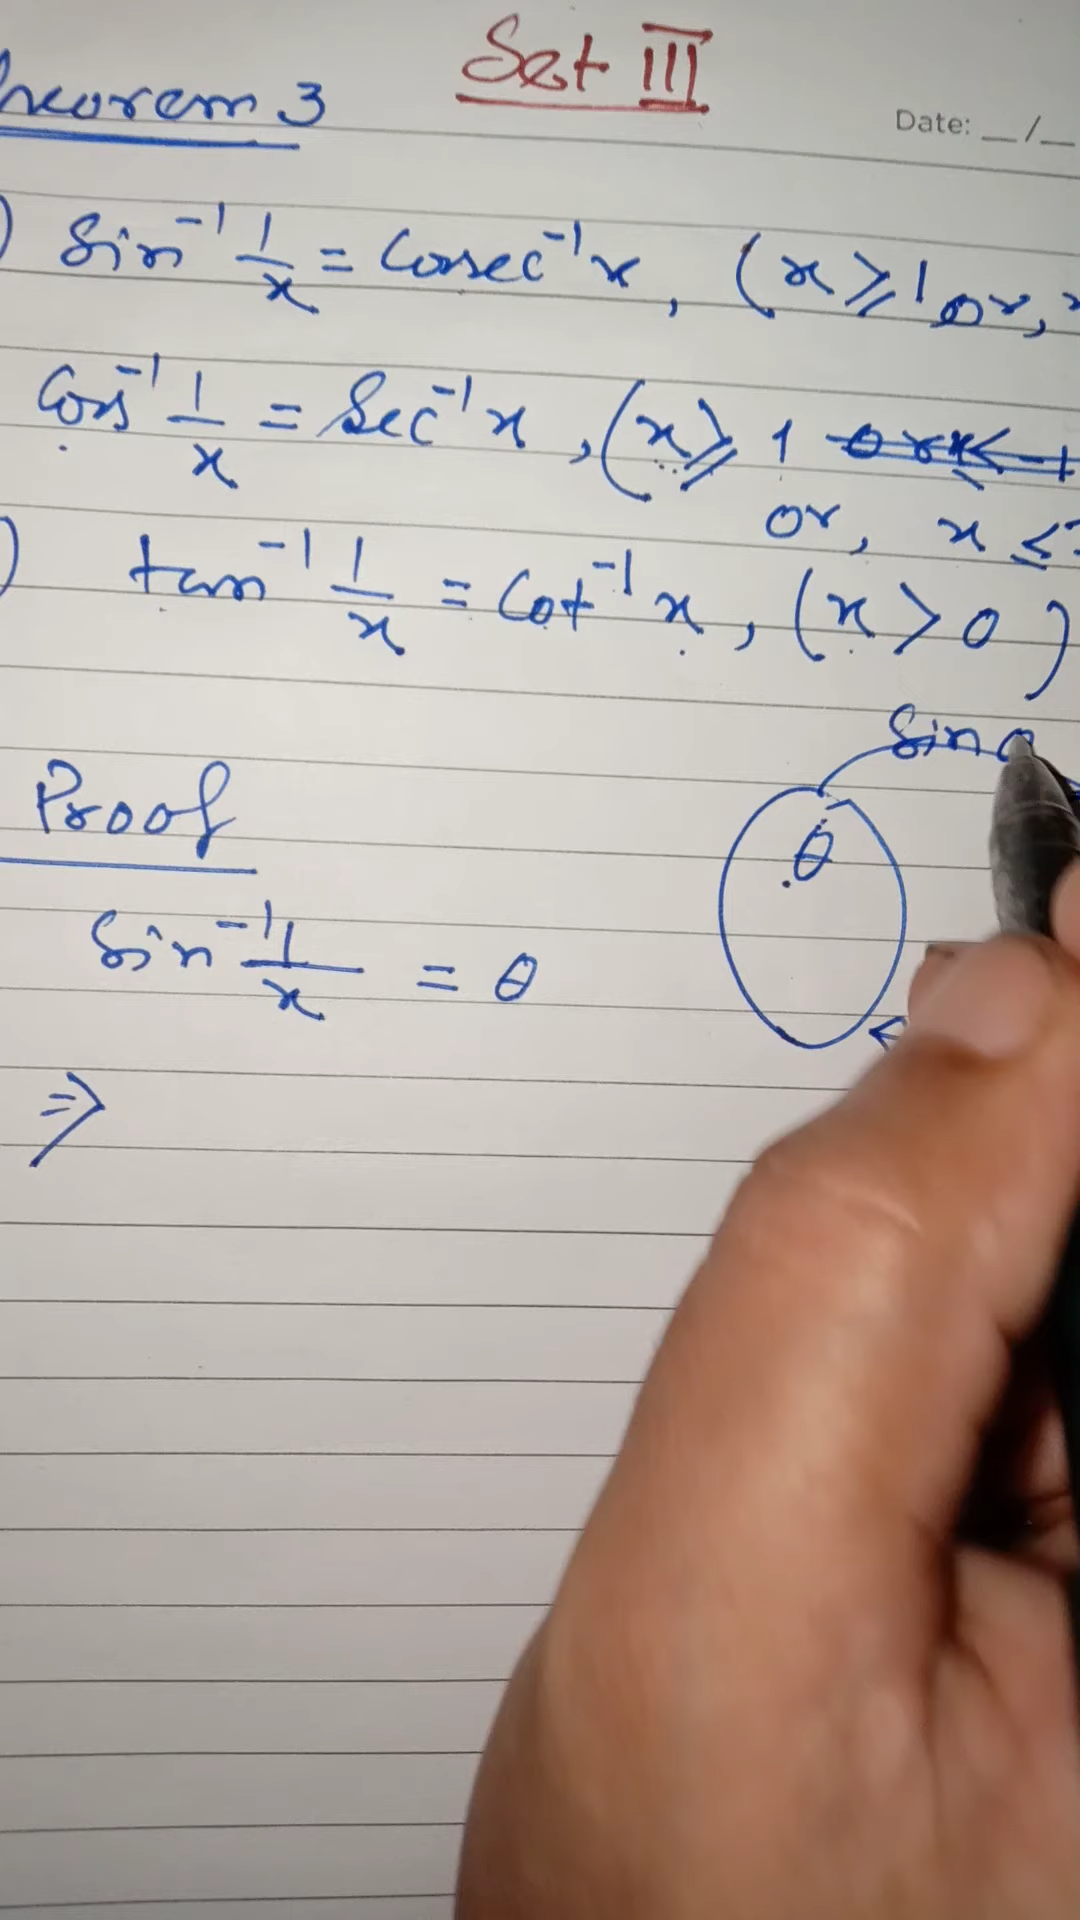 Set III
heorem 3
Date: __/__
) Sin⁻¹ 1/x = Cosec⁻¹x, (x ≥ 1 or,
Cos⁻¹ 1/x = Sec⁻¹x, (x ≥ 1
or, x ≤
) tan⁻¹ 1/x = Cot⁻¹x, (x > 0)
Sin
Proof
θ
Sin⁻¹ 1/x = θ
⇒